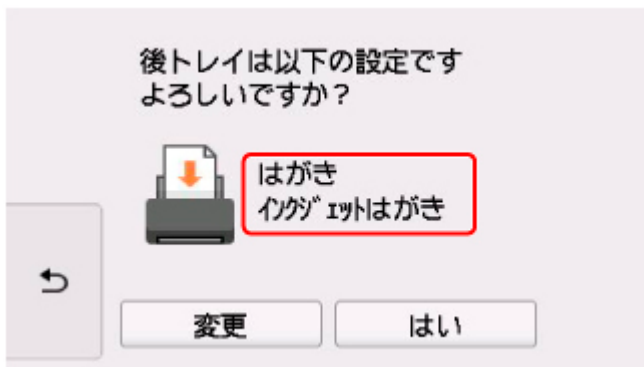 後トレイは以下の設定です
よろしいですか？
はがき
ｲﾝｸｼﾞｪｯﾄはがき
変更
はい